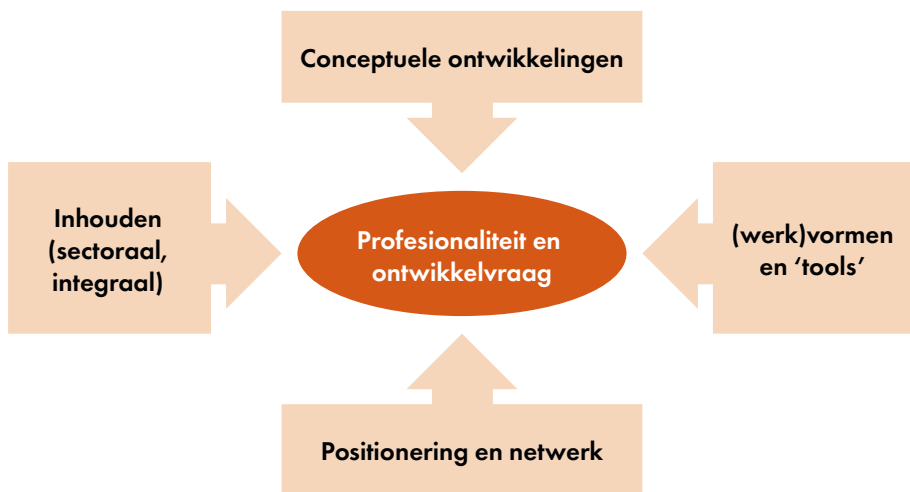 Conceptuele ontwikkelingen
Inhouden
(sectoraal,
integraal)
Profesionaliteit en
ontwikkelvraag
(werk)vormen
en ‘tools’
Positionering en netwerk